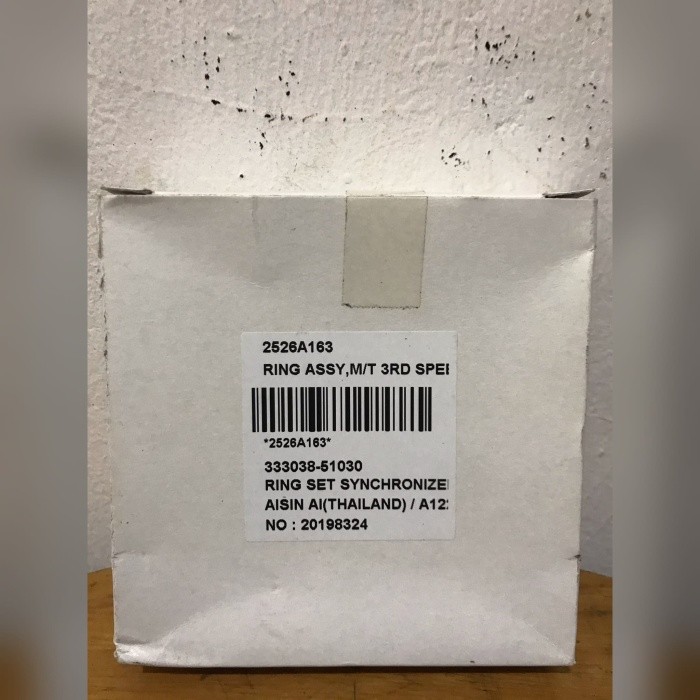 2526A163
RING ASSY,M/T 3RD SPE
*2526A163*
333038-51030
RING SET SYNCHRONIZE
AISIN AI(THAILAND) / A12
NO : 20198324